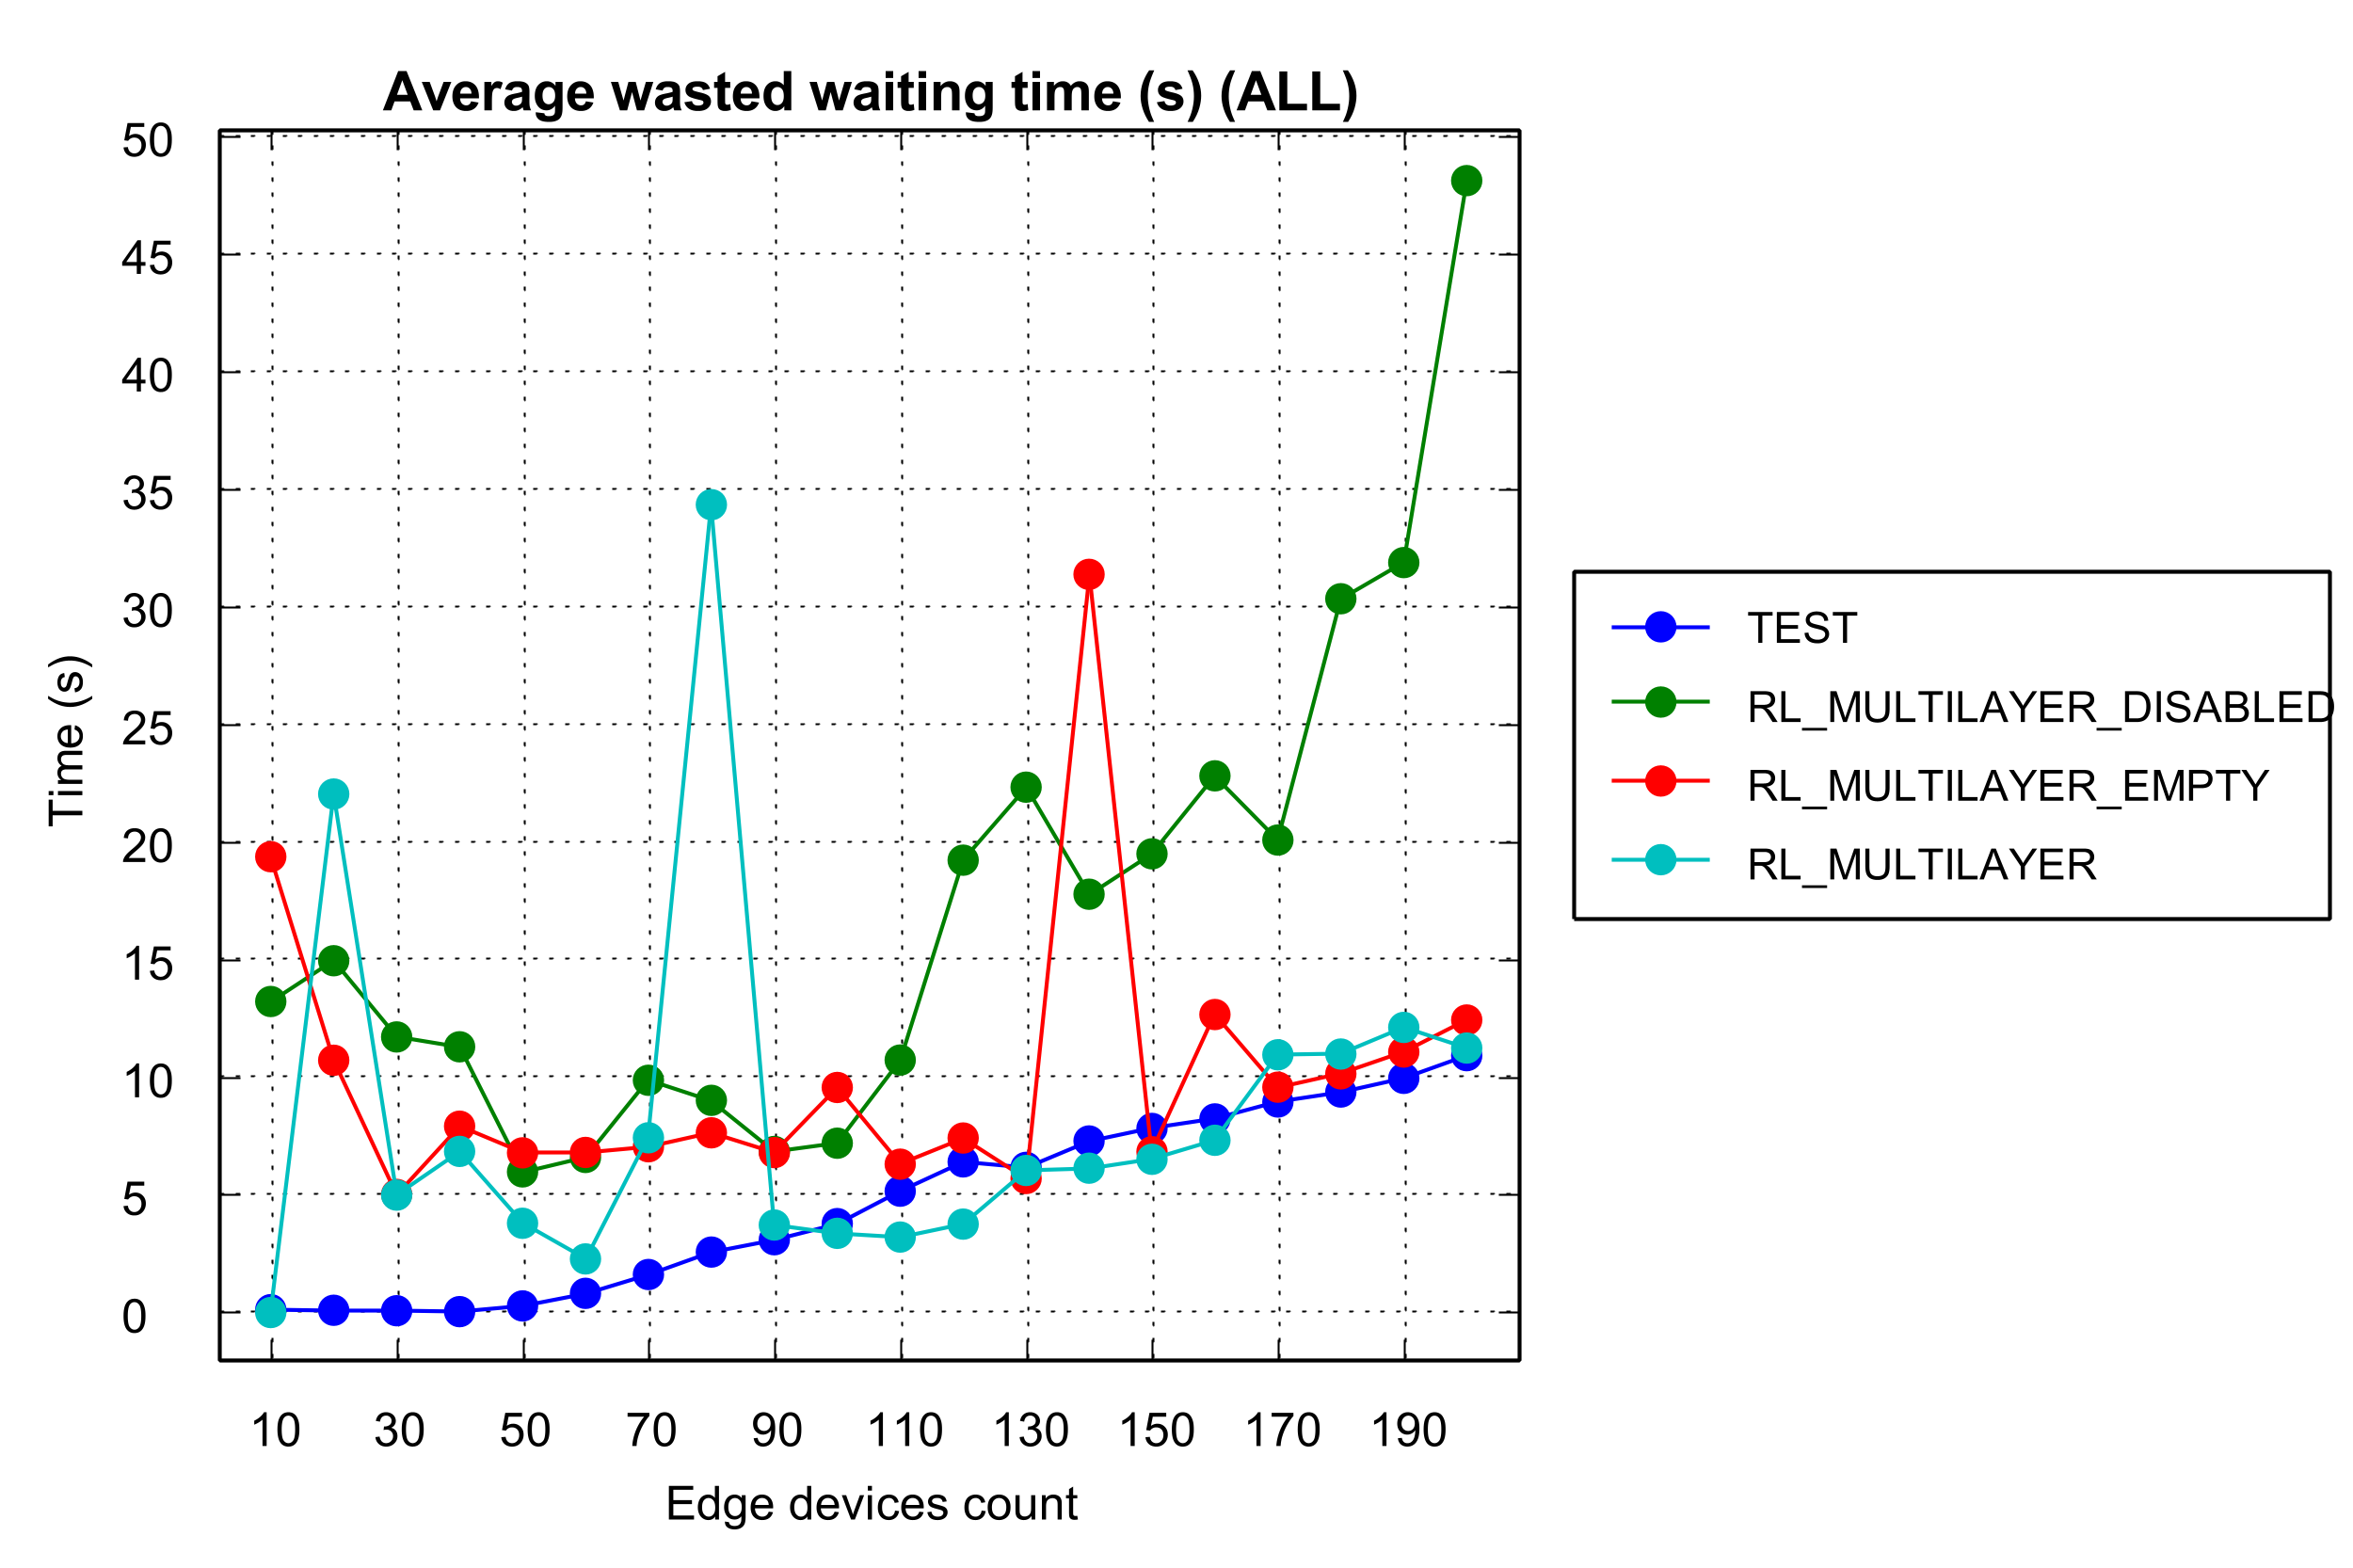 Average wasted waiting time (s) (ALL)
50
45
40
35
30
25
20
15
10
5
0
Time (s)
10 30 50 70 90 110 130 150 170 190
Edge devices count
TEST
RL_MULTILAYER_DISABLED
RL_MULTILAYER_EMPTY
RL_MULTILAYER